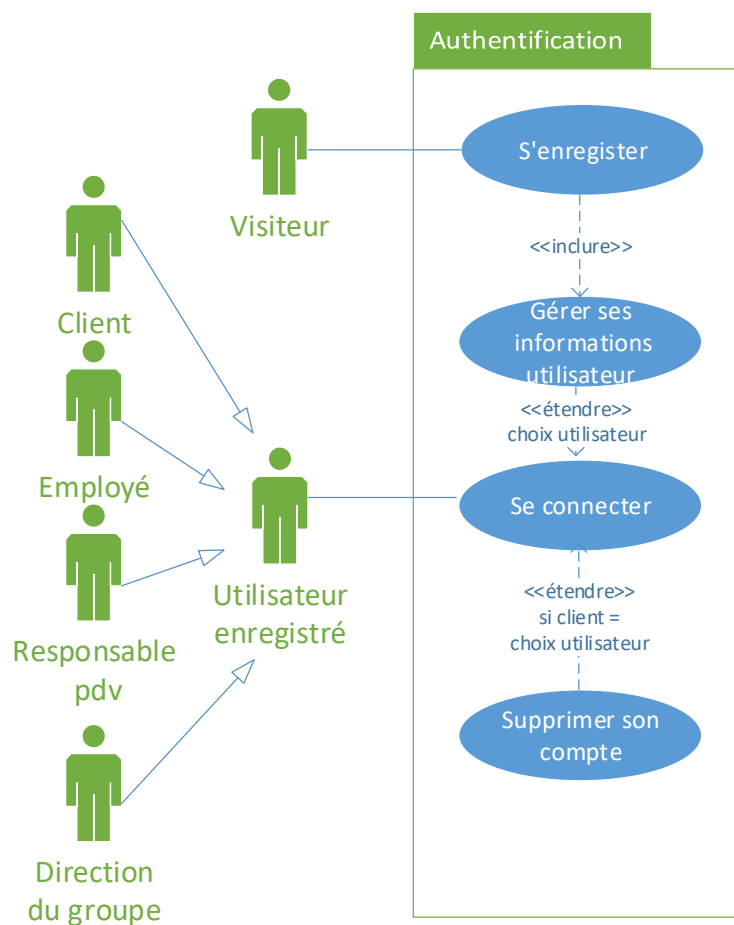 Authentification
S'enregister
Visiteur
<<inclure>>
Client
Gérer ses
informations
utilisateur
<<étendre>>
choix utilisateur
Employé
Se connecter
Utilisateur
enregistré
<<étendre>>
si client =
choix utilisateur
Responsable
pdv
Supprimer son
compte
Direction
du groupe